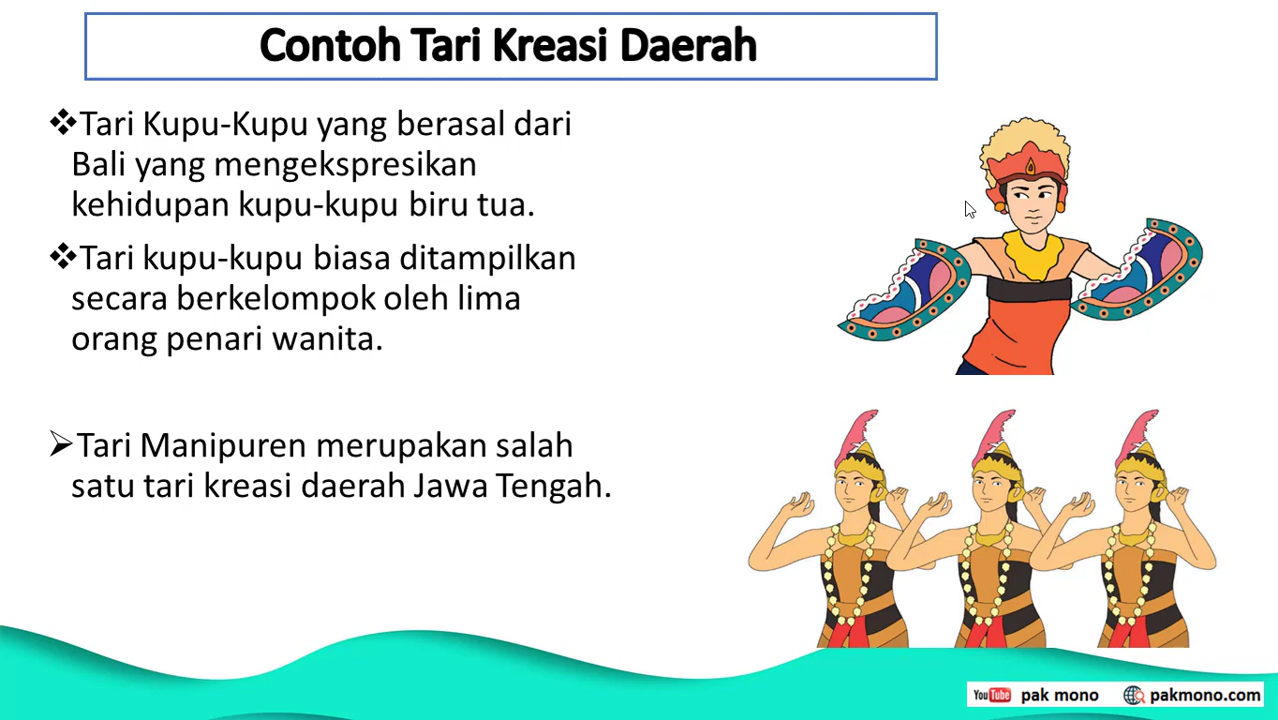 Contoh Tari Kreasi Daerah
❖Tari Kupu-Kupu yang berasal dari
Bali yang mengekspresikan
kehidupan kupu-kupu biru tua.
❖Tari kupu-kupu biasa ditampilkan
secara berkelompok oleh lima
orang penari wanita.
➢Tari Manipuren merupakan salah
satu tari kreasi daerah Jawa Tengah.
YouTube pak mono pakmono.com